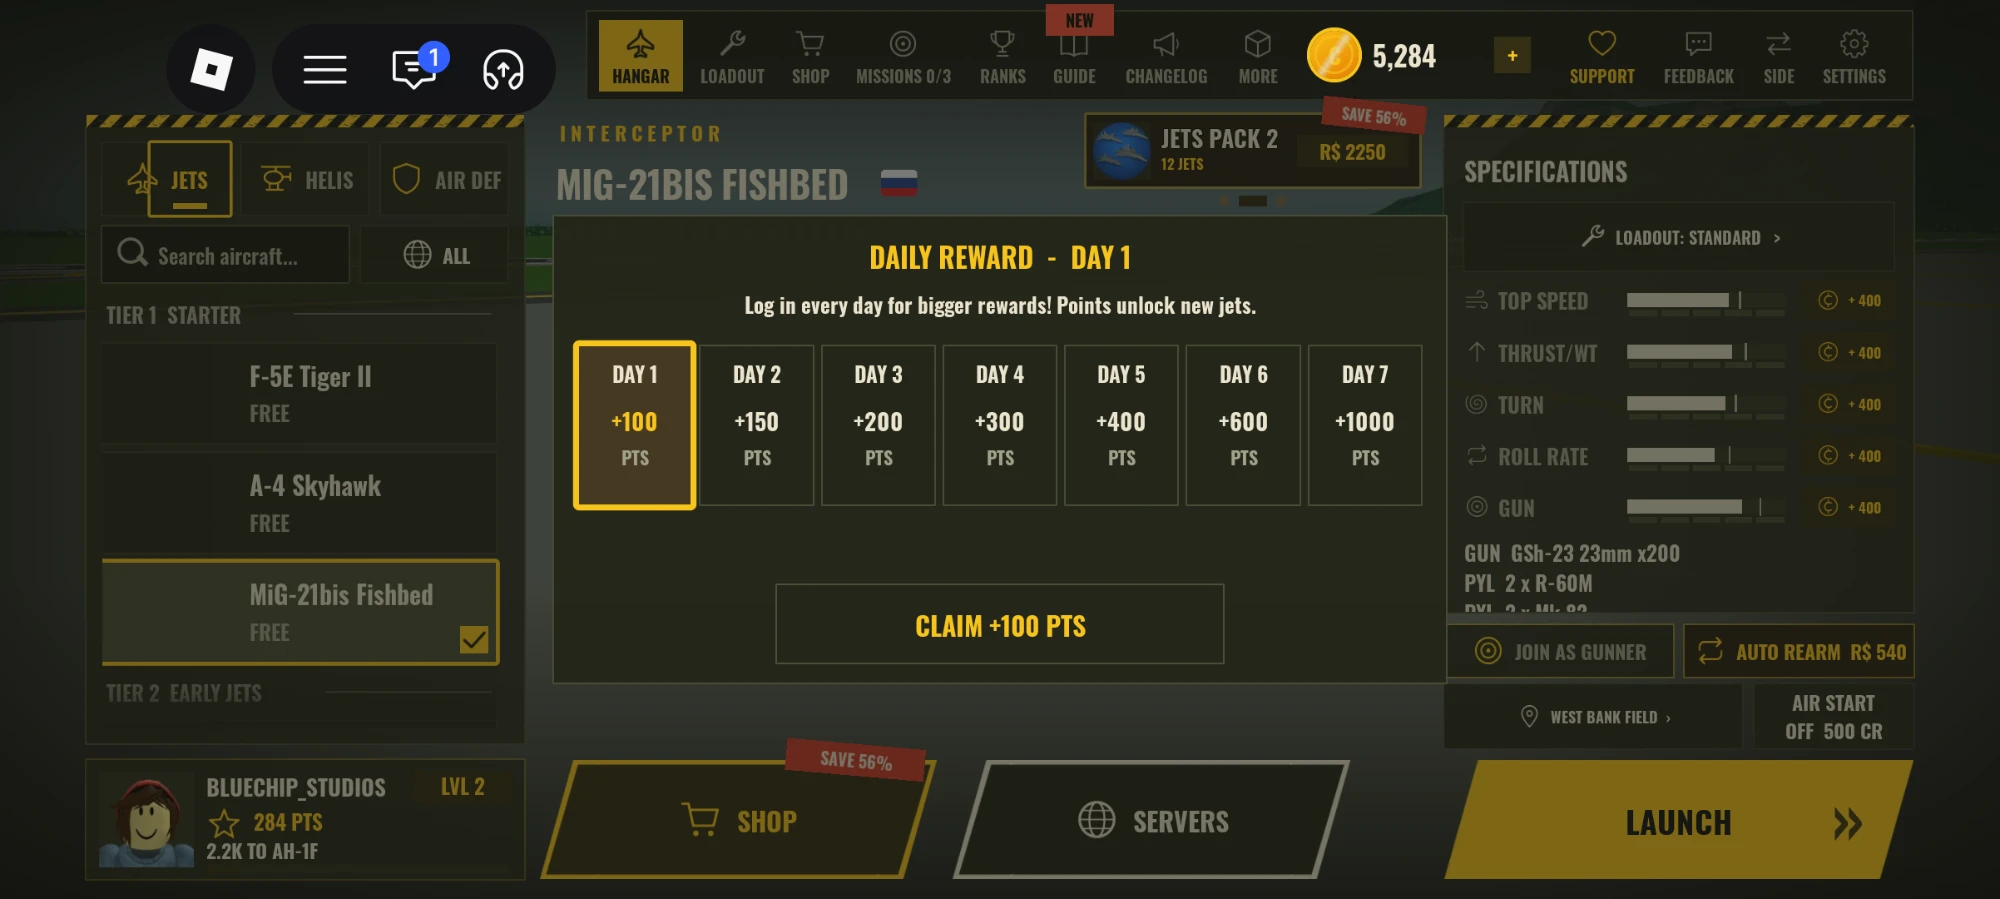 1
HANGAR
LOADOUT
SHOP
MISSIONS 0/3
RANKS
NEW
GUIDE
CHANGELOG
MORE
5,284
+
SUPPORT
FEEDBACK
SIDE
SETTINGS
JETS
HELIS
AIR DEF
Search aircraft...
ALL
TIER 1 STARTER
F-5E Tiger II
FREE
A-4 Skyhawk
FREE
MiG-21bis Fishbed
FREE
TIER 2 EARLY JETS
BLUECHIP_STUDIOS
LVL 2
284 PTS
2.2K TO AH-1F
INTERCEPTOR
MIG-21BIS FISHBED
SAVE 56%
JETS PACK 2
12 JETS
R$ 2250
DAILY REWARD - DAY 1
Log in every day for bigger rewards! Points unlock new jets.
DAY 1
+100
PTS
DAY 2
+150
PTS
DAY 3
+200
PTS
DAY 4
+300
PTS
DAY 5
+400
PTS
DAY 6
+600
PTS
DAY 7
+1000
PTS
CLAIM +100 PTS
SAVE 56%
SHOP
SERVERS
SPECIFICATIONS
LOADOUT: STANDARD >
TOP SPEED
+ 400
THRUST/WT
+ 400
TURN
+ 400
ROLL RATE
+ 400
GUN
+ 400
GUN GSh-23 23mm x200
PYL 2 x R-60M
PYL 2 x Mk 82
JOIN AS GUNNER
AUTO REARM R$ 540
WEST BANK FIELD >
AIR START
OFF 500 CR
LAUNCH